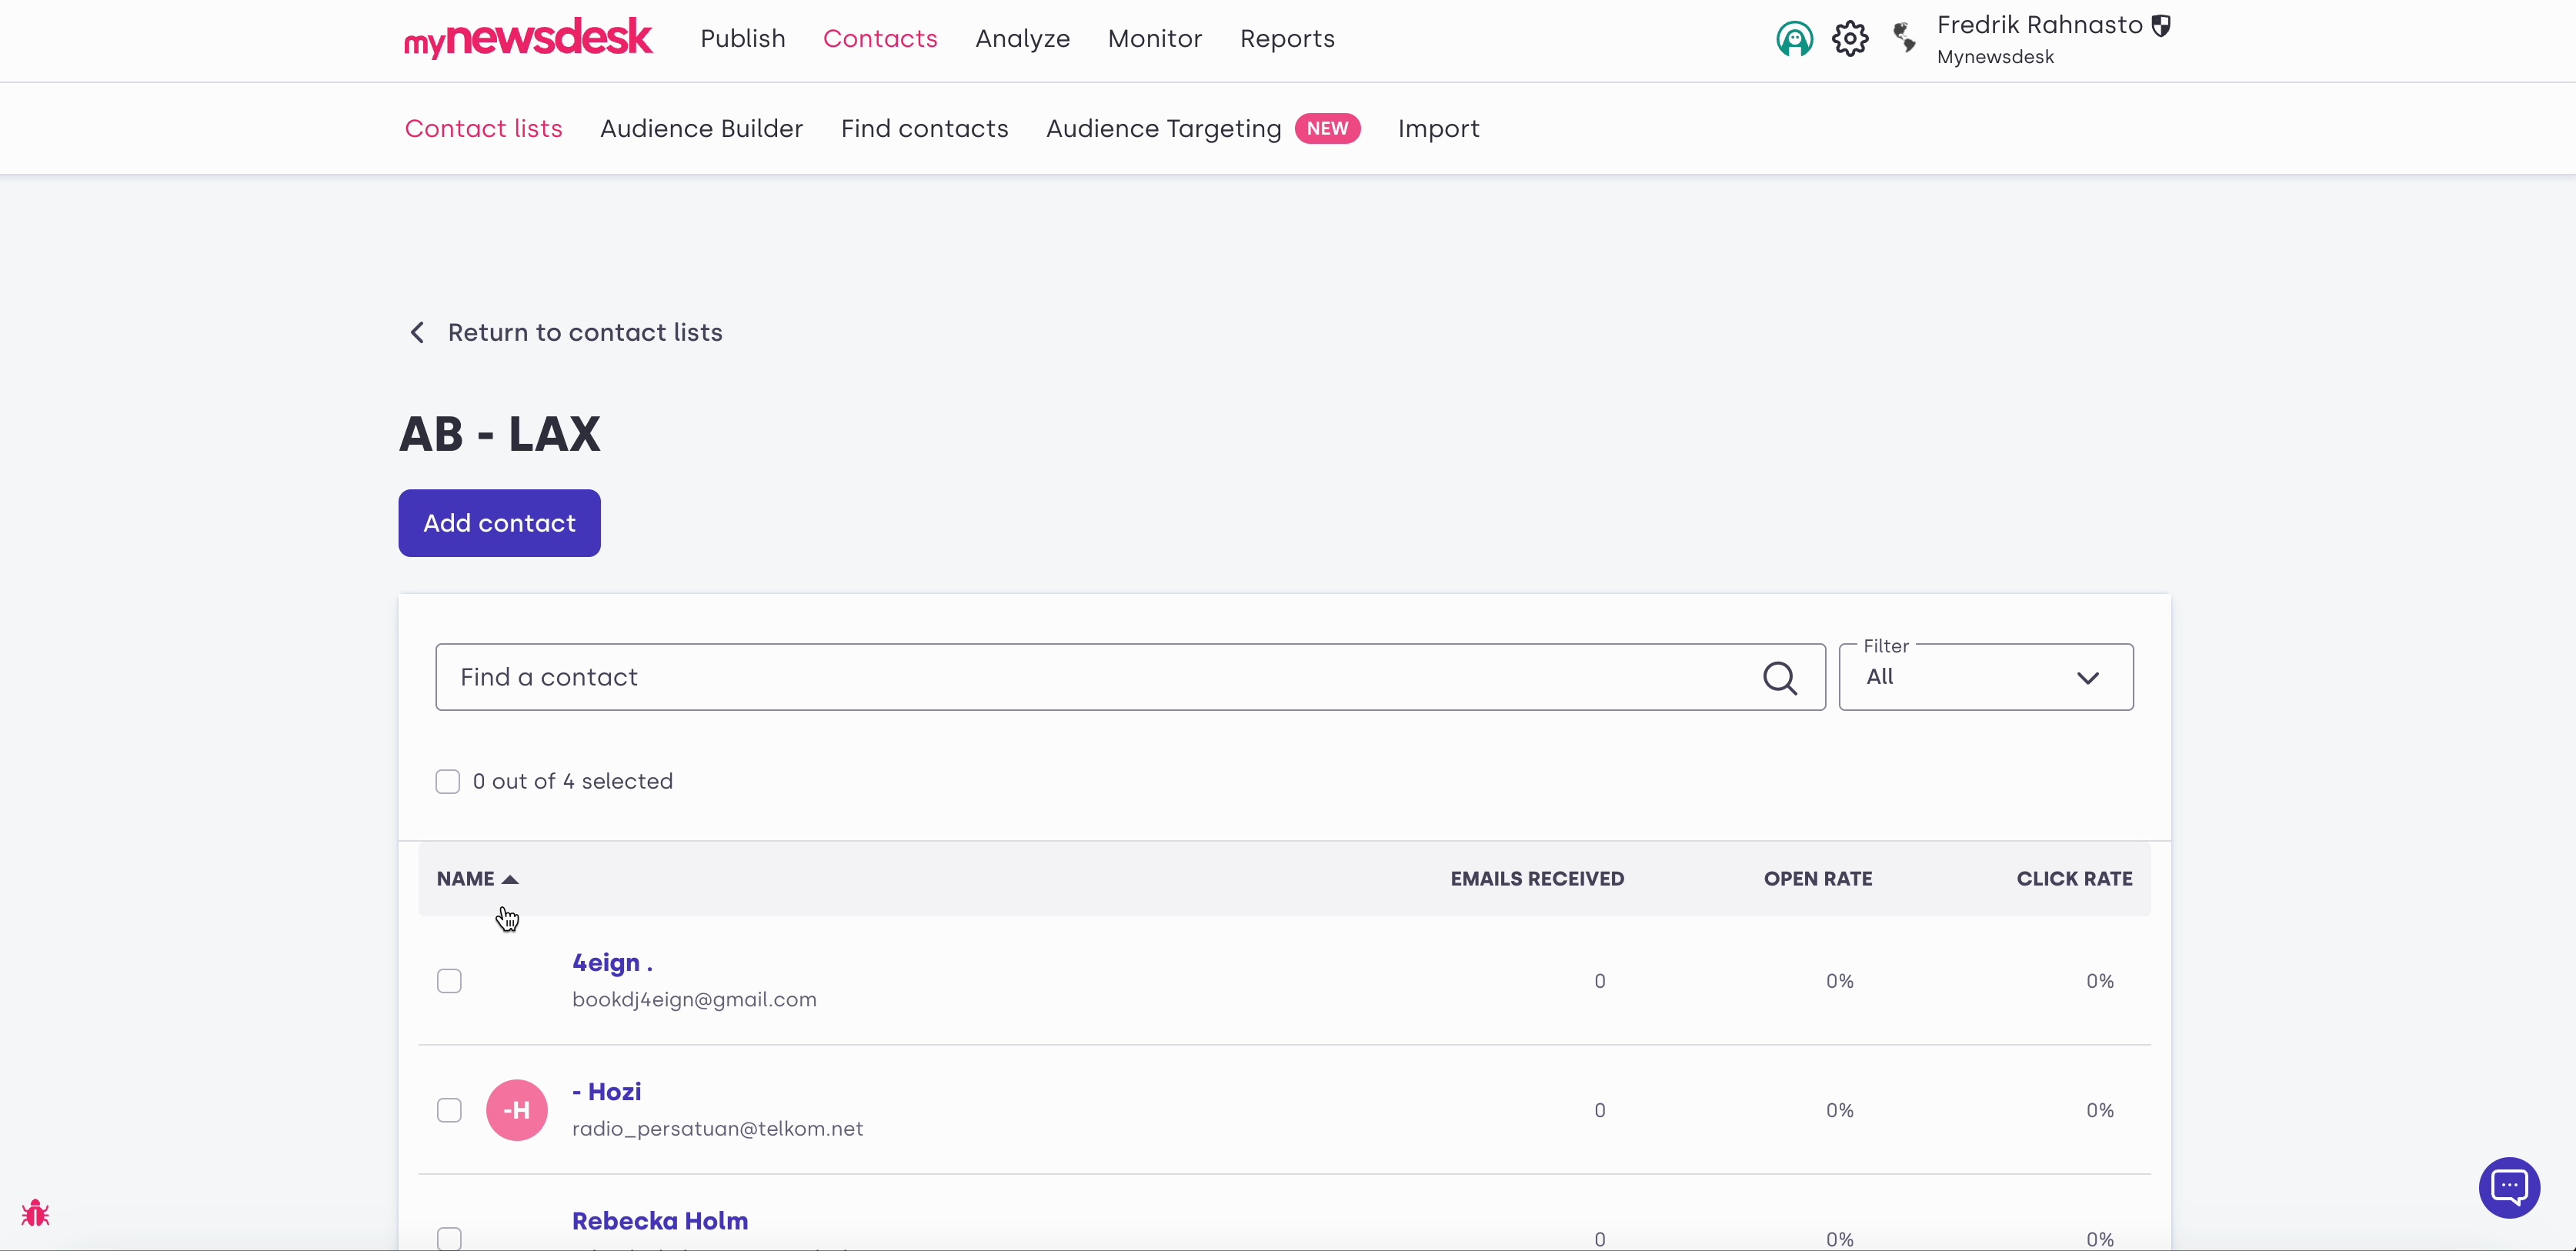 mynewsdesk Publish Contacts Analyze Monitor Reports Fredrik Rahnasto
Mynewsdesk
Contact lists Audience Builder Find contacts Audience Targeting NEW Import
Return to contact lists
AB - LAX
Add contact
Filter
Find a contact All
0 out of 4 selected
NAME EMAILS RECEIVED OPEN RATE CLICK RATE
4eign .
bookdj4eign@gmail.com 0 0% 0%
-H - Hozi
radio_persatuan@telkom.net 0 0% 0%
Rebecka Holm
0 0% 0%